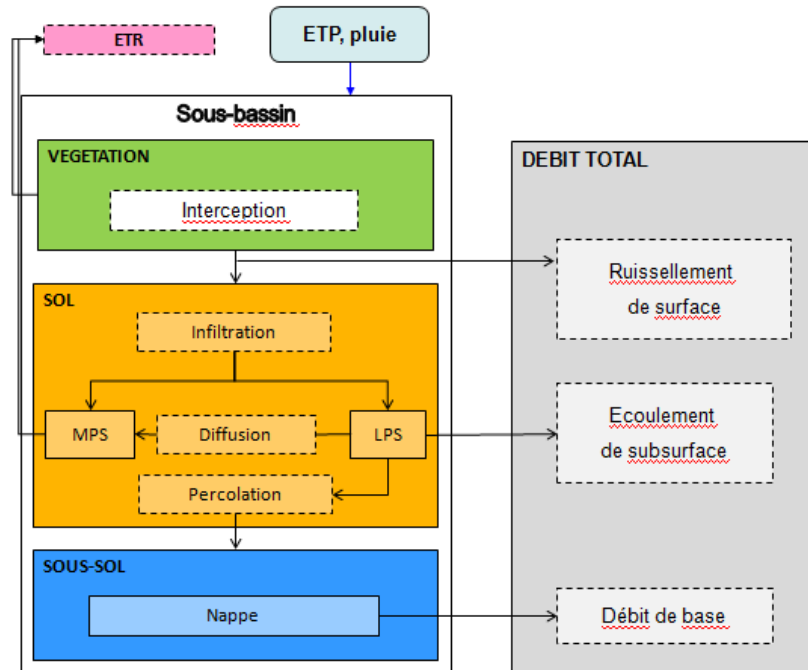 ETR
ETP, pluie
Sous-bassin
VEGETATION
Interception
DEBIT TOTAL
Ruissellement
de surface
SOL
Infiltration
MPS
Diffusion
LPS
Ecoulement
de subsurface
Percolation
SOUS-SOL
Nappe
Débit de base